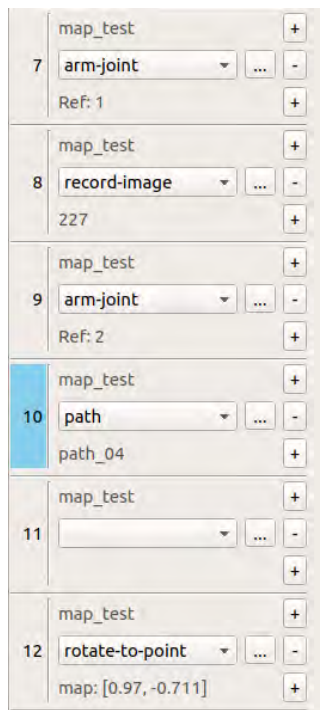 map_test +
7 arm-joint ... -
Ref: 1 +
map_test +
8 record-image ... -
227 +
map_test +
9 arm-joint ... -
Ref: 2 +
map_test +
10 path ... -
path_04 +
map_test +
11 ... -
+
map_test +
12 rotate-to-point ... -
map: [0.97, -0.711] +